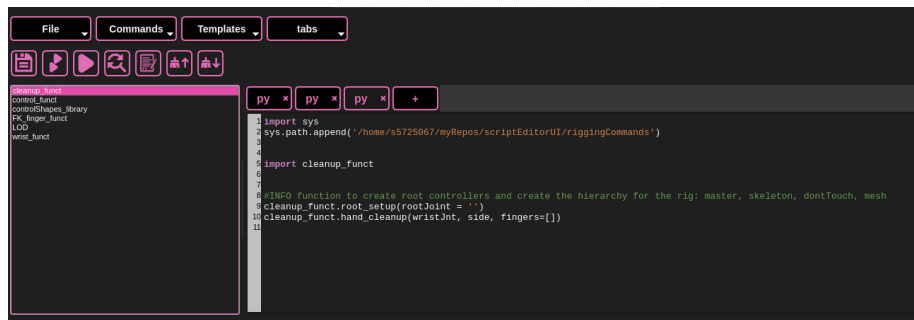 File Commands Templates tabs
cleanup_funct
control_funct
controlShapes_library
FK_finger_funct
LOD
wrist_funct
py × py × py × +
1 import sys
2 sys.path.append('/home/s5725067/myRepos/scriptEditorUI/riggingCommands')
3
4
5 import cleanup_funct
6
7
8 #INFO function to create root controllers and create the hierarchy for the rig: master, skeleton, dontTouch, mesh
9 cleanup_funct.root_setup(rootJoint = '')
10 cleanup_funct.hand_cleanup(wristJnt, side, fingers=[])
11